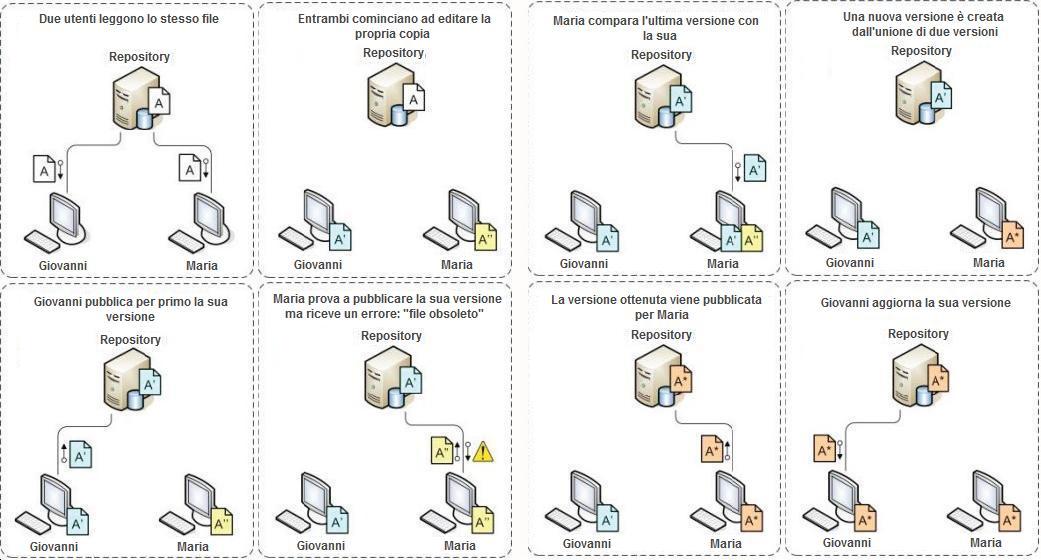 Due utenti leggono lo stesso file
Repository
A
A
A
Giovanni
Maria
Entrambi cominciano ad editare la
propria copia
Repository
A
A'
A''
Giovanni
Maria
Giovanni pubblica per primo la sua
versione
Repository
A'
A'
A'
A''
Giovanni
Maria
Maria prova a pubblicare la sua versione
ma riceve un errore: "file obsoleto"
Repository
A'
A''
A'
A''
Giovanni
Maria
Maria compara l'ultima versione con
la sua
Repository
A'
A'
A'
A'
A''
Giovanni
Maria
Una nuova versione è creata
dall'unione di due versioni
Repository
A'
A'
A*
Giovanni
Maria
La versione ottenuta viene pubblicata
per Maria
Repository
A*
A*
A'
A*
Giovanni
Maria
Giovanni aggiorna la sua versione
Repository
A*
A*
A*
A*
Giovanni
Maria